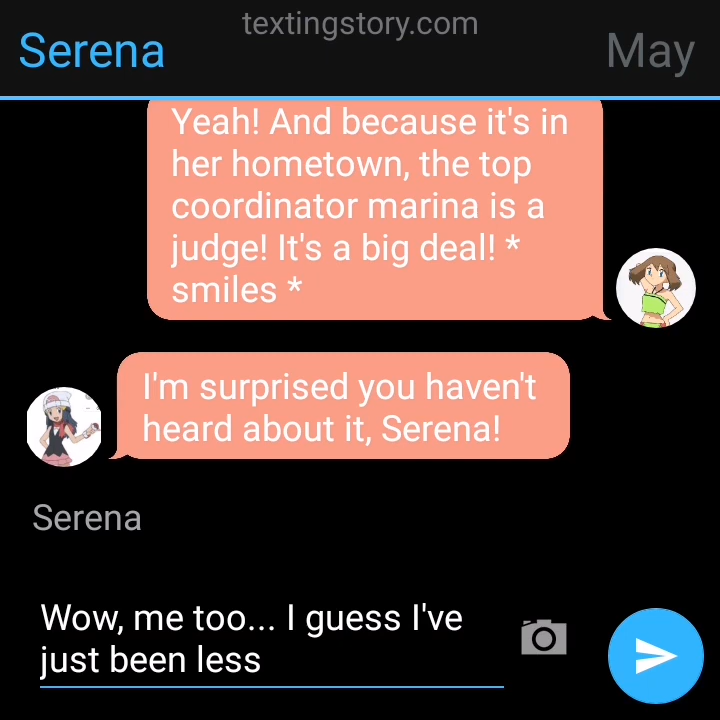 textingstory.com
Serena
May
Yeah! And because it's in
her hometown, the top
coordinator marina is a
judge! It's a big deal! *
smiles *
I'm surprised you haven't
heard about it, Serena!
Serena
Wow, me too... I guess I've
just been less